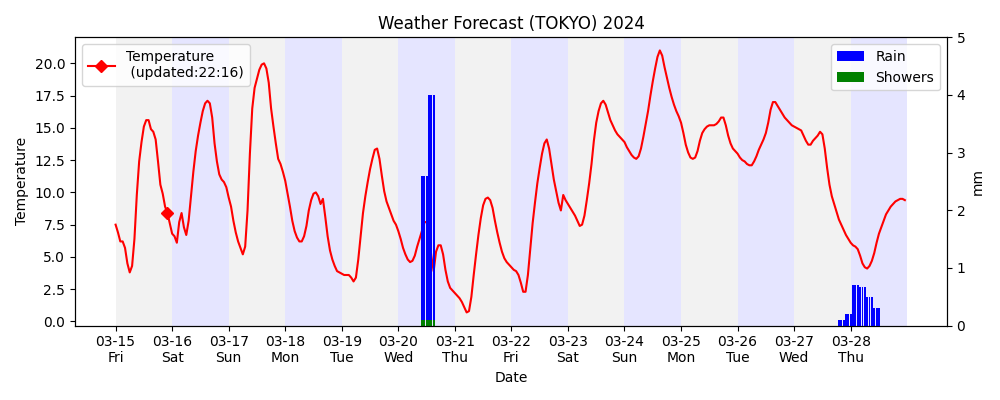 Weather Forecast (TOKYO) 2024
Temperature
(updated:22:16)
Rain
Showers
Temperature
20.0
17.5
15.0
12.5
10.0
7.5
5.0
2.5
0.0
5
4
3
2
1
0
mm
03-15 03-16 03-17 03-18 03-19 03-20 03-21 03-22 03-23 03-24 03-25 03-26 03-27 03-28
Fri Sat Sun Mon Tue Wed Thu Fri Sat Sun Mon Tue Wed Thu
Date